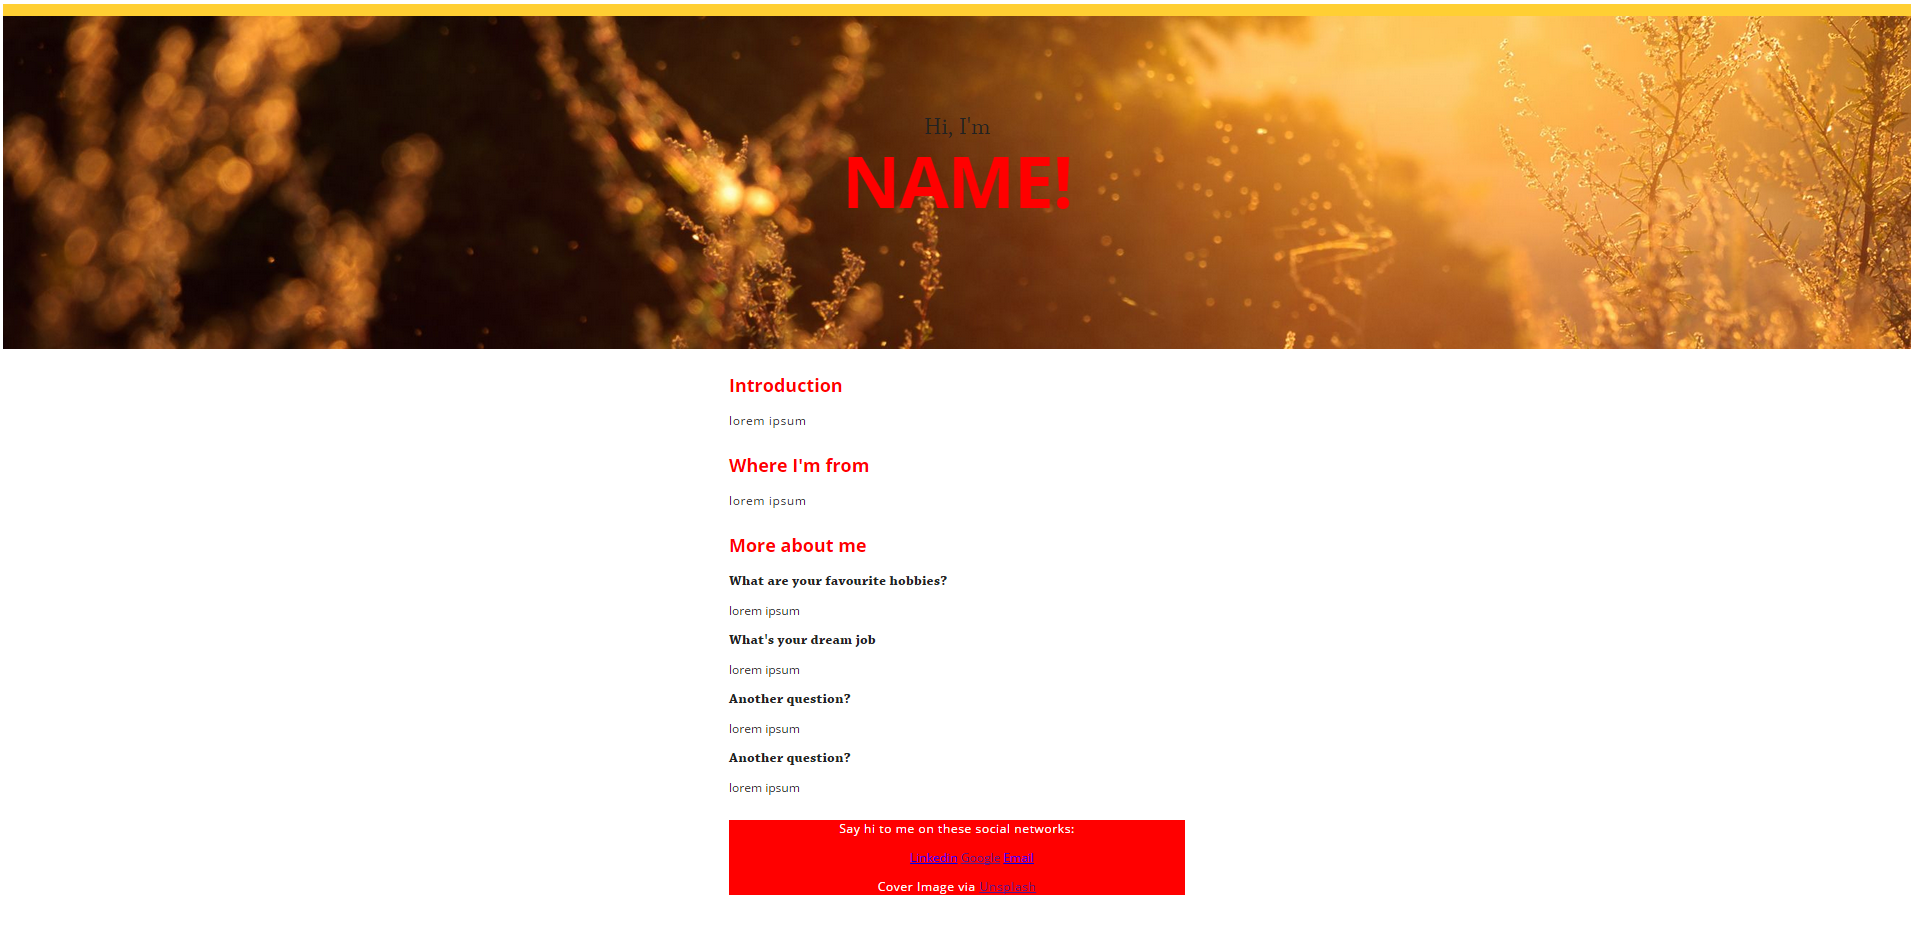 Hi, I'm
NAME!
Introduction
lorem ipsum
Where I'm from
lorem ipsum
More about me
What are your favourite hobbies?
lorem ipsum
What's your dream job
lorem ipsum
Another question?
lorem ipsum
Another question?
lorem ipsum
Say hi to me on these social networks:
LinkedIn Google Email
Cover Image via Unsplash